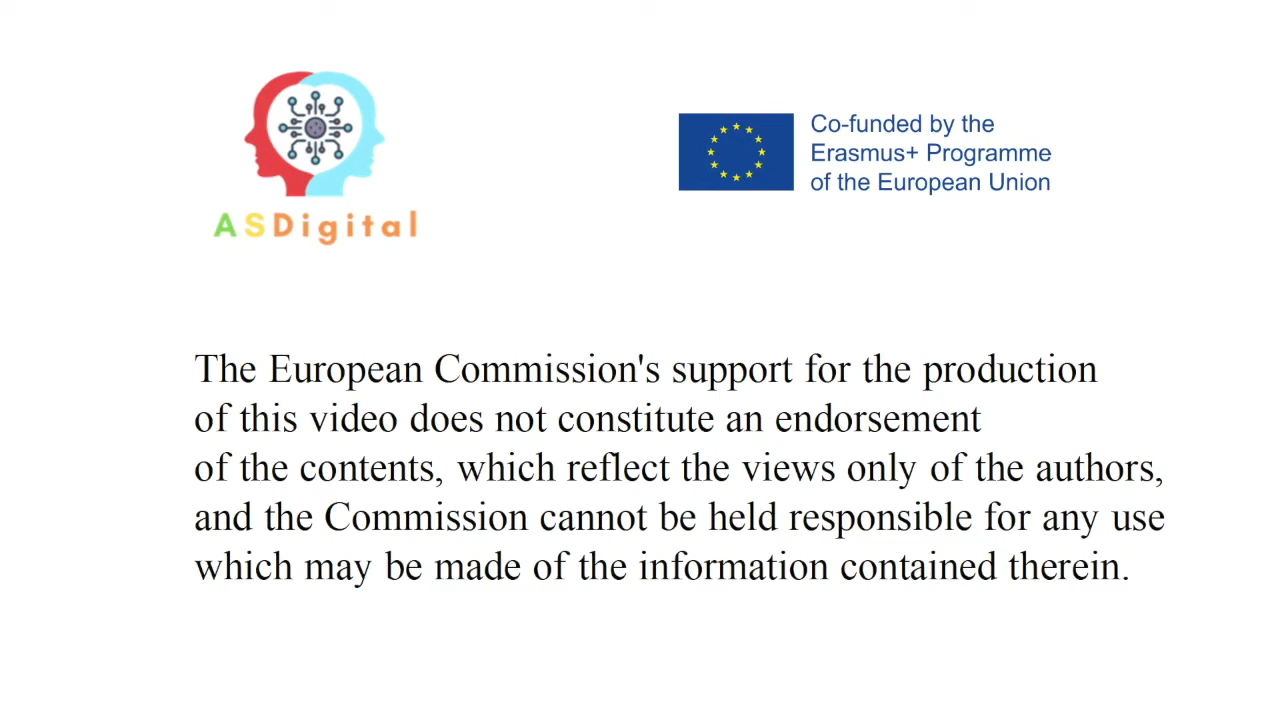 ASDigital
Co-funded by the
Erasmus+ Programme
of the European Union
The European Commission's support for the production
of this video does not constitute an endorsement
of the contents, which reflect the views only of the authors,
and the Commission cannot be held responsible for any use
which may be made of the information contained therein.